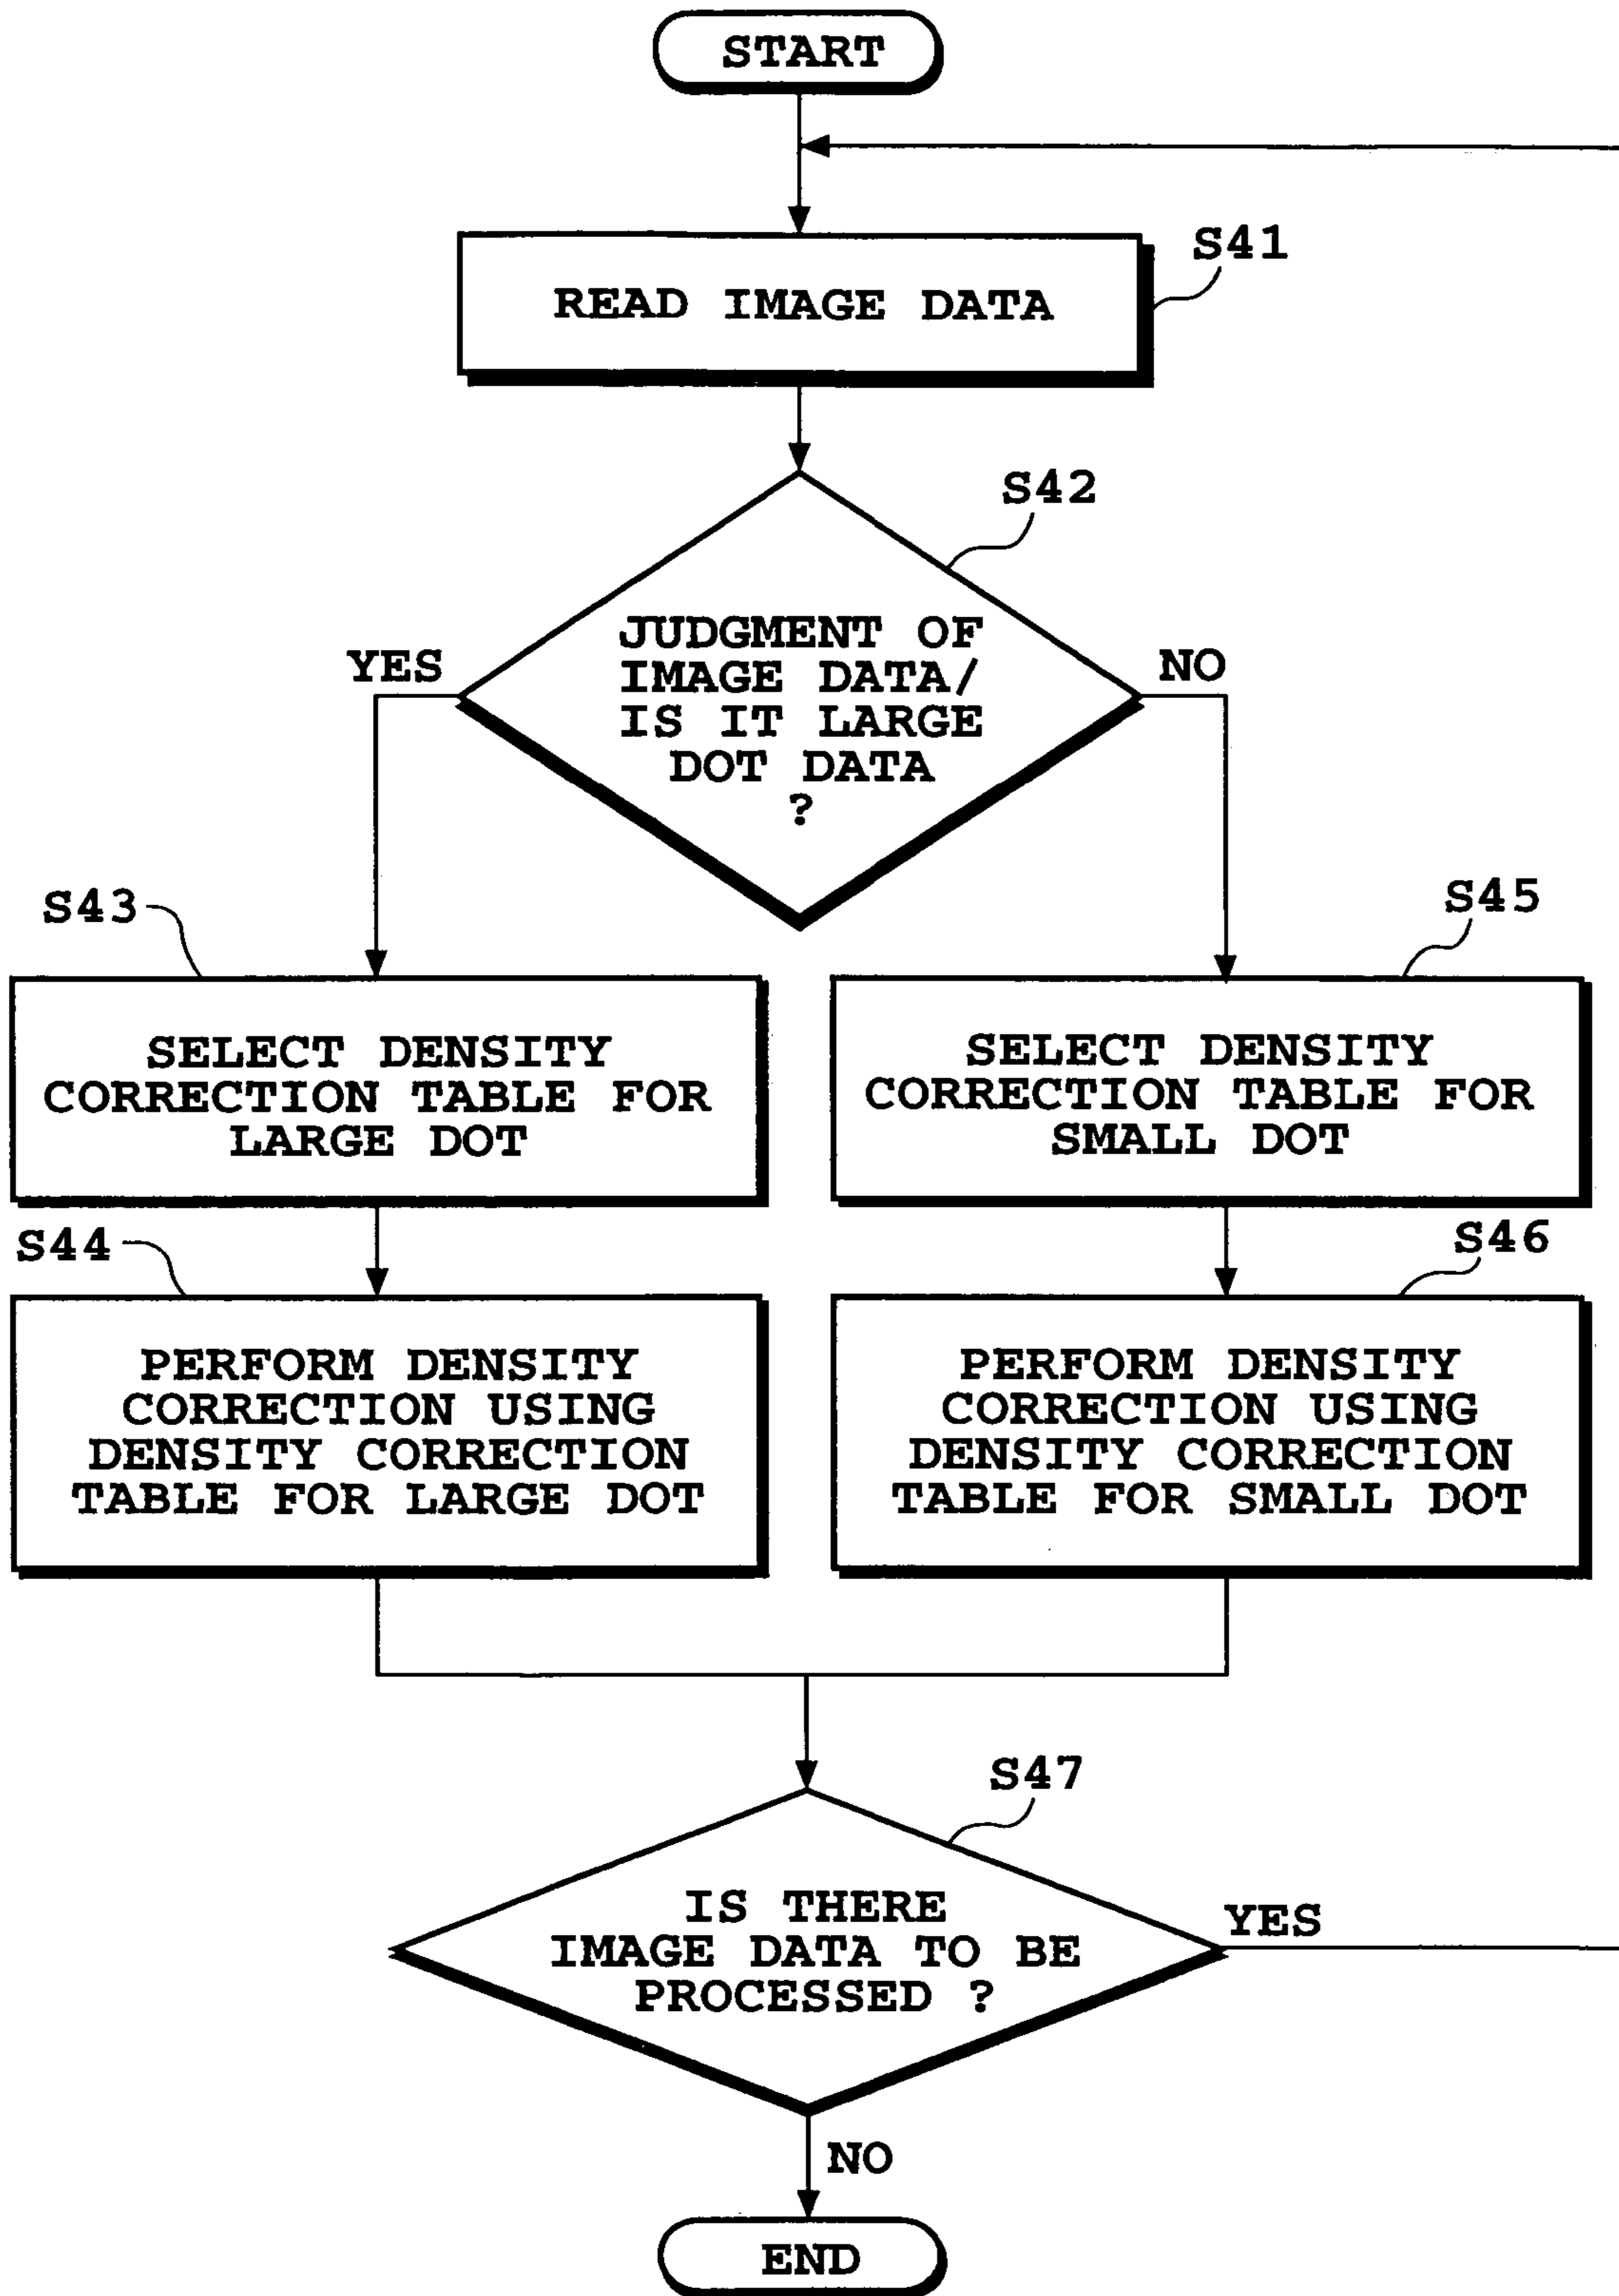 START
S41
READ IMAGE DATA
S42
JUDGMENT OF
IMAGE DATA/
IS IT LARGE
DOT DATA
?
YES
NO
S43
SELECT DENSITY
CORRECTION TABLE FOR
LARGE DOT
S45
SELECT DENSITY
CORRECTION TABLE FOR
SMALL DOT
S44
PERFORM DENSITY
CORRECTION USING
DENSITY CORRECTION
TABLE FOR LARGE DOT
S46
PERFORM DENSITY
CORRECTION USING
DENSITY CORRECTION
TABLE FOR SMALL DOT
S47
IS THERE
IMAGE DATA TO BE
PROCESSED ?
YES
NO
END